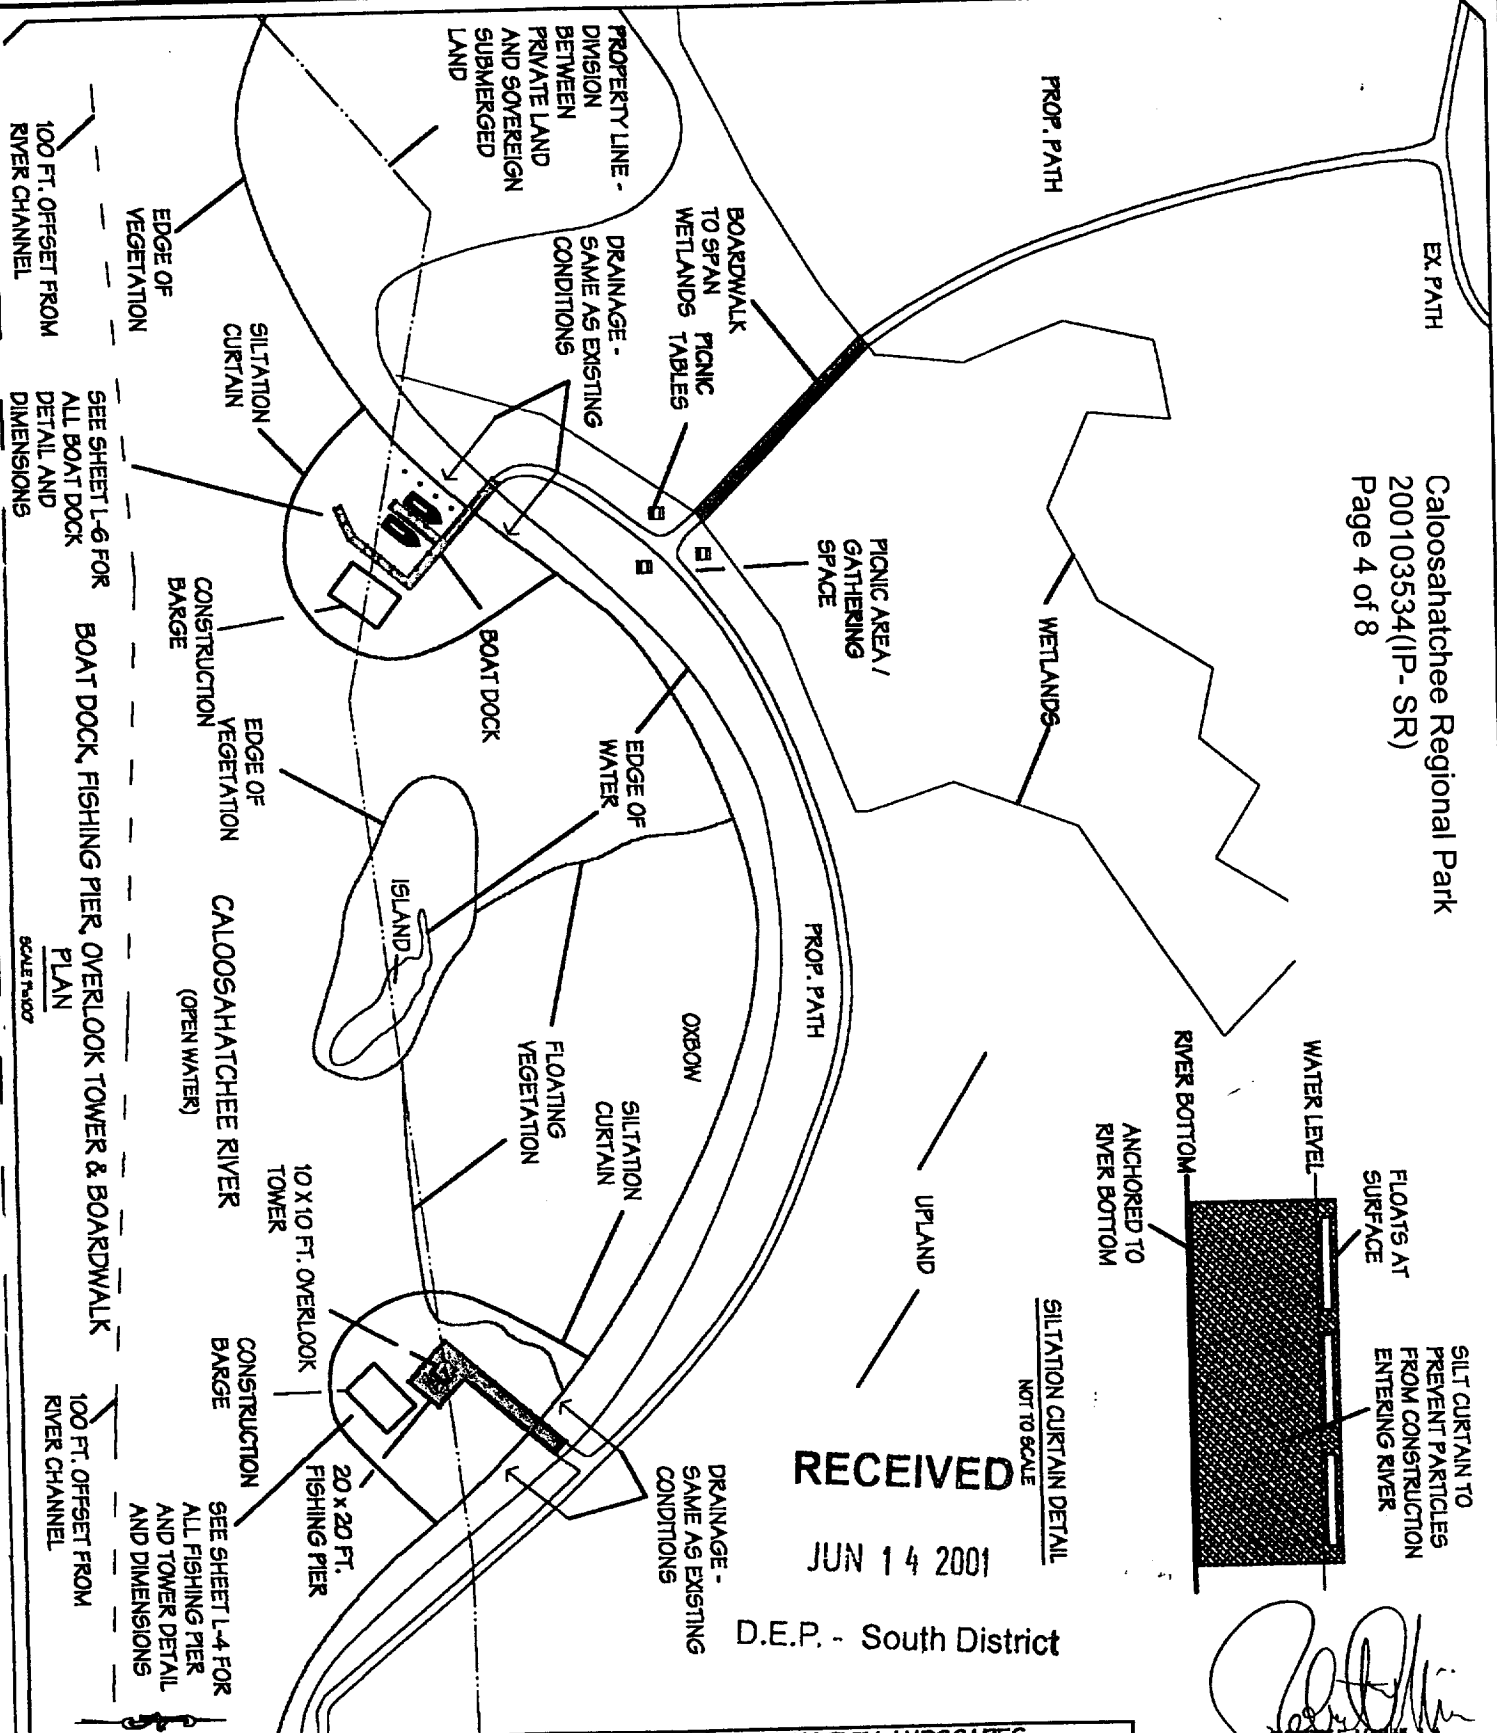 Caloosahatchee Regional Park
200103534(IP-SR)
Page 4 of 8
EX. PATH
PROP. PATH
SILT CURTAIN TO
PREVENT PARTICLES
FROM CONSTRUCTION
ENTERING RIVER
FLOATS AT
SURFACE
WATER LEVEL
RIVER BOTTOM
ANCHORED TO
RIVER BOTTOM
SILTATION CURTAIN DETAIL
NOT TO SCALE
WETLANDS
UPLAND
RECEIVED
JUN 14 2001
D.E.P. - South District
PICNIC AREA /
GATHERING
SPACE
PROP. PATH
BOARDWALK
TO SPAN
WETLANDS
PICNIC
TABLES
PROPERTY LINE -
DIVISION
BETWEEN
PRIVATE LAND
AND SOVEREIGN
SUBMERGED
LAND
DRAINAGE -
SAME AS EXISTING
CONDITIONS
OXBOW
EDGE OF
WATER
DRAINAGE -
SAME AS EXISTING
CONDITIONS
SILTATION
CURTAIN
FLOATING
VEGETATION
BOAT DOCK
ISLAND
EDGE OF
VEGETATION
SILTATION
CURTAIN
CONSTRUCTION
BARGE
EDGE OF
VEGETATION
CALOOSAHATCHEE RIVER
(OPEN WATER)
10 X 10 FT. OVERLOOK
TOWER
20 x 20 FT.
FISHING PIER
CONSTRUCTION
BARGE
SEE SHEET L-4 FOR
ALL FISHING PIER
AND TOWER DETAIL
AND DIMENSIONS
100 FT. OFFSET FROM
RIVER CHANNEL
SEE SHEET L-6 FOR
ALL BOAT DOCK
DETAIL AND
DIMENSIONS
100 FT. OFFSET FROM
RIVER CHANNEL
BOAT DOCK, FISHING PIER, OVERLOOK TOWER & BOARDWALK
PLAN
SCALE 1"=100'